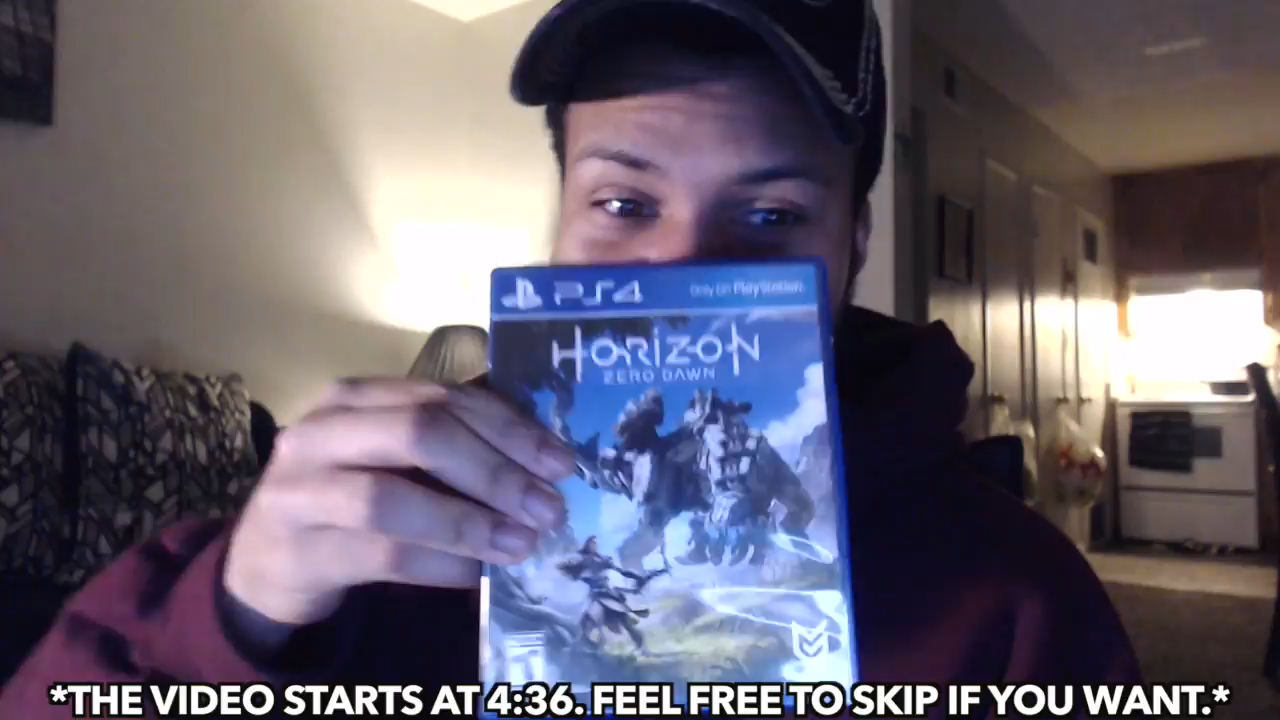 PS4
Only on PlayStation
HORIZON
ZERO DAWN
*THE VIDEO STARTS AT 4:36. FEEL FREE TO SKIP IF YOU WANT.*